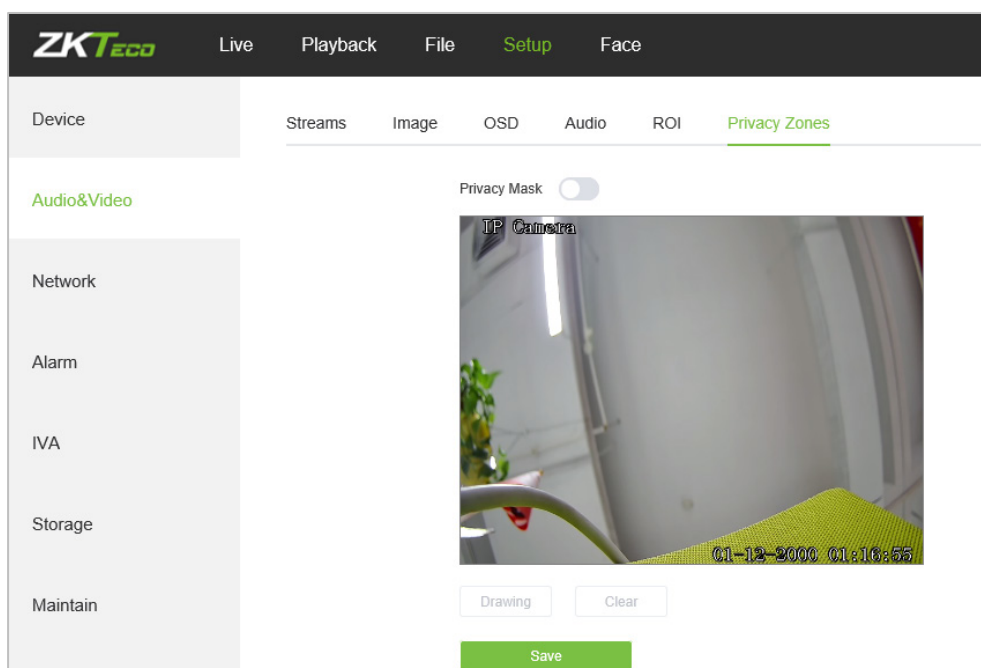 ZKTECO Live Playback File Setup Face
Device
Streams Image OSD Audio ROI Privacy Zones
Privacy Mask
Audio&Video
IP Camera
Network
Alarm
IVA
Storage
01-12-2000 01:16:55
Maintain
Drawing Clear
Save